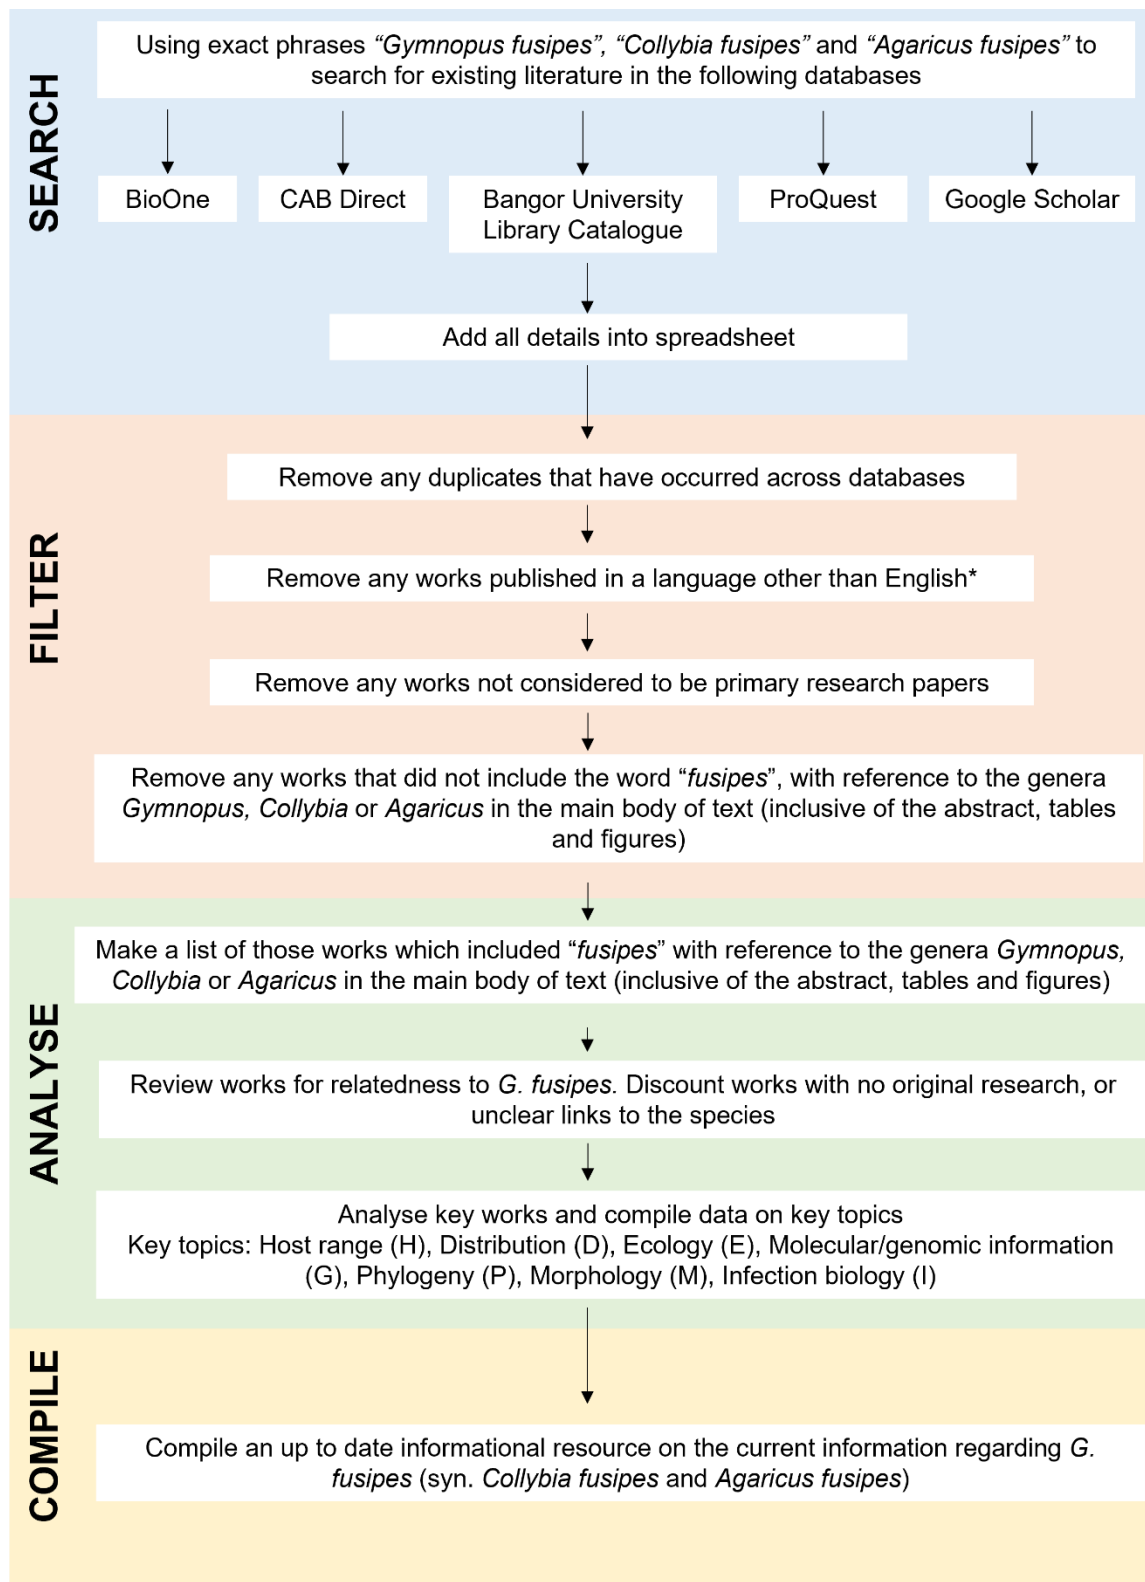 SEARCH
Using exact phrases “Gymnopus fusipes”, “Collybia fusipes” and “Agaricus fusipes” to
search for existing literature in the following databases
BioOne
CAB Direct
Bangor University
Library Catalogue
ProQuest
Google Scholar
Add all details into spreadsheet
FILTER
Remove any duplicates that have occurred across databases
Remove any works published in a language other than English*
Remove any works not considered to be primary research papers
Remove any works that did not include the word “fusipes”, with reference to the genera
Gymnopus, Collybia or Agaricus in the main body of text (inclusive of the abstract, tables
and figures)
ANALYSE
Make a list of those works which included “fusipes” with reference to the genera Gymnopus,
Collybia or Agaricus in the main body of text (inclusive of the abstract, tables and figures)
Review works for relatedness to G. fusipes. Discount works with no original research, or
unclear links to the species
Analyse key works and compile data on key topics
Key topics: Host range (H), Distribution (D), Ecology (E), Molecular/genomic information
(G), Phylogeny (P), Morphology (M), Infection biology (I)
COMPILE
Compile an up to date informational resource on the current information regarding G.
fusipes (syn. Collybia fusipes and Agaricus fusipes)